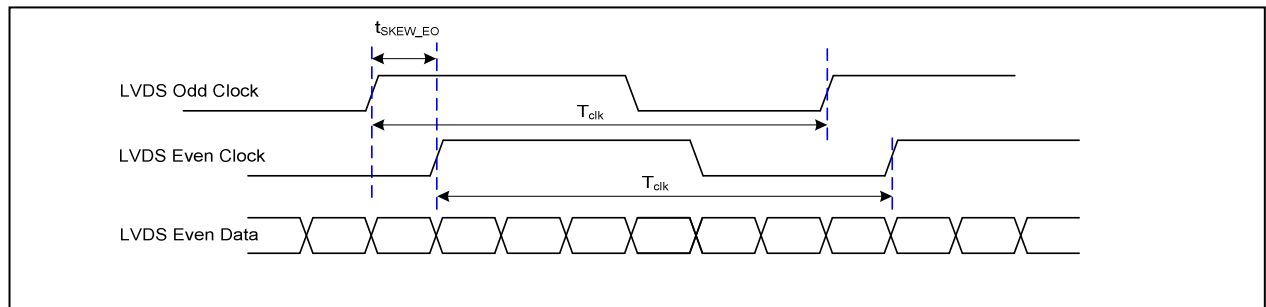 tSKEW_EO
LVDS Odd Clock
Tclk
LVDS Even Clock
Tclk
LVDS Even Data